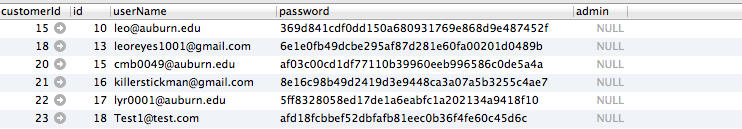 customerId id userName password admin
15 10 leo@auburn.edu 369d841cdf0dd150a680931769e868d9e487452f NULL
18 13 leoreyes1001@gmail.com 6e1e0fb49dcbe295af87d281e60fa00201d0489b NULL
20 15 cmb0049@auburn.edu af03c00cd1df77110b39960eeb996586c0de5a4a NULL
21 16 killerstickman@gmail.com 8e16c98b49d2419d3e9448ca3a07a5b3255c4ae7 NULL
22 17 lyr0001@auburn.edu 5ff8328058ed17de1a6eabfc1a202134a9418f10 NULL
23 18 Test1@test.com afd18fcbbef52dbfafb81eec0b36f4fe60c45d6c NULL